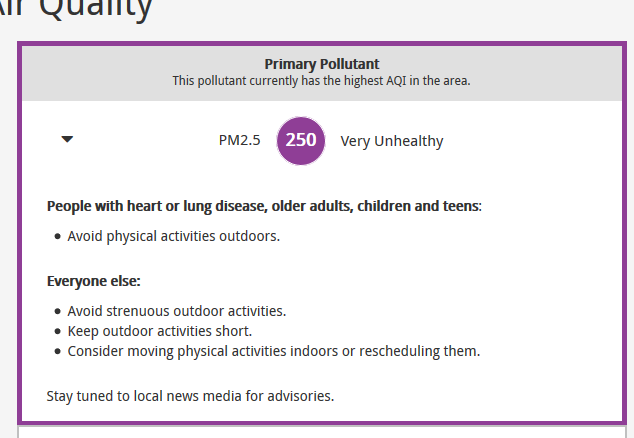 Air Quality
Primary Pollutant
This pollutant currently has the highest AQI in the area.
PM2.5 250 Very Unhealthy
People with heart or lung disease, older adults, children and teens:
• Avoid physical activities outdoors.
Everyone else:
• Avoid strenuous outdoor activities.
• Keep outdoor activities short.
• Consider moving physical activities indoors or rescheduling them.
Stay tuned to local news media for advisories.